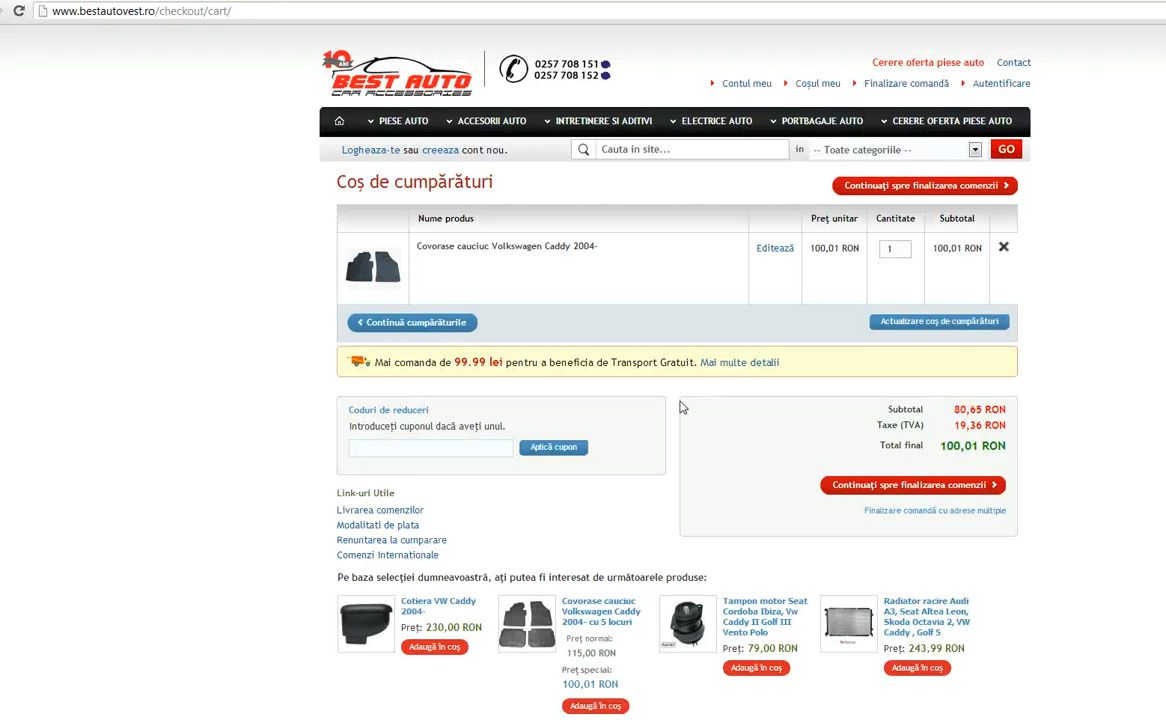 www.bestautovest.ro/checkout/cart/
10 ANI
BEST AUTO
CAR ACCESSORIES
0257 708 151
0257 708 152
Cerere oferta piese auto
Contact
Contul meu
Coșul meu
Finalizare comandă
Autentificare
PIESE AUTO
ACCESORII AUTO
INTRETINERE SI ADITIVI
ELECTRICE AUTO
PORTBAGAJE AUTO
CERERE OFERTA PIESE AUTO
Logheaza-te sau creeaza cont nou.
Cauta in site...
in
-- Toate categoriile --
GO
Coș de cumpărături
Continuați spre finalizarea comenzii
Nume produs
Preț unitar
Cantitate
Subtotal
Covorase cauciuc Volkswagen Caddy 2004-
Editează
100,01 RON
1
100,01 RON
Continuă cumpărăturile
Actualizare coș de cumpărături
Mai comanda de 99.99 lei pentru a beneficia de Transport Gratuit. Mai multe detalii
Coduri de reduceri
Introduceți cuponul dacă aveți unul.
Aplică cupon
Subtotal 80,65 RON
Taxe (TVA) 19,36 RON
Total final 100,01 RON
Continuați spre finalizarea comenzii
Finalizare comandă cu adrese multiple
Link-uri Utile
Livrarea comenzilor
Modalitati de plata
Renuntarea la cumparare
Comenzi Internationale
Pe baza selecției dumneavoastră, ați putea fi interesat de următoarele produse:
Cotiera VW Caddy
2004-
Preț: 230,00 RON
Adaugă în coș
Covorase cauciuc
Volkswagen Caddy
2004- cu 5 locuri
Preț normal:
115,00 RON
Preț special:
100,01 RON
Adaugă în coș
Tampon motor Seat
Cordoba Ibiza, Vw
Caddy II Golf III
Vento Polo
Preț: 79,00 RON
Adaugă în coș
Radiator racire Audi
A3, Seat Altea Leon,
Skoda Octavia 2, VW
Caddy , Golf 5
Preț: 243,99 RON
Adaugă în coș